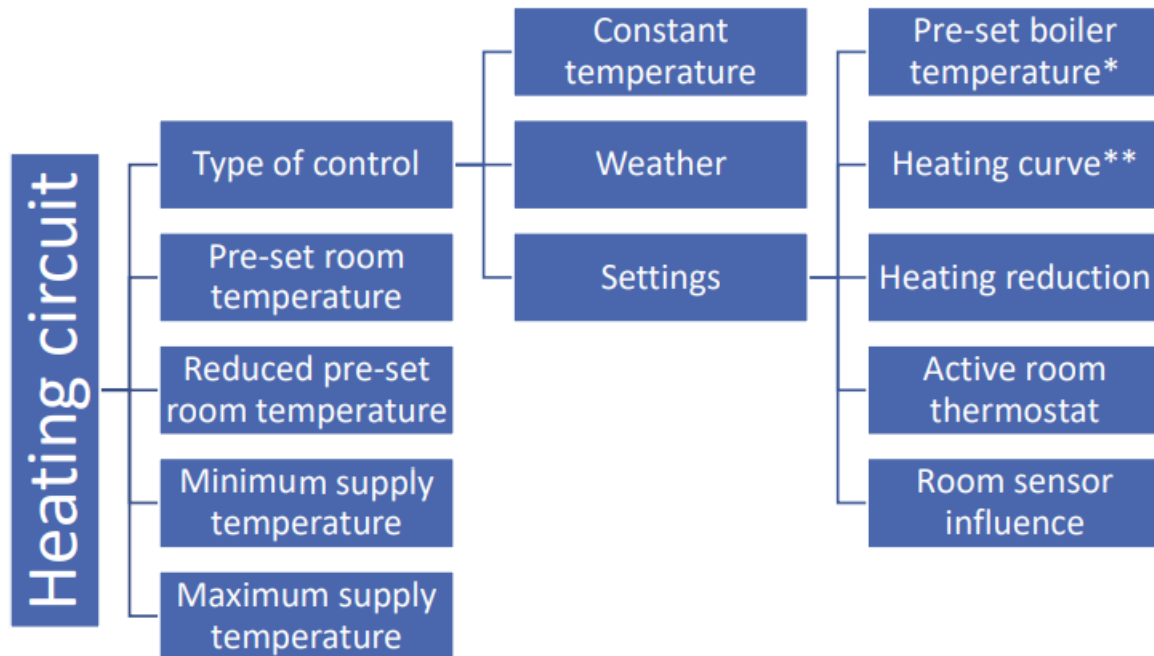 Heating circuit
Type of control
Pre-set room
temperature
Reduced pre-set
room temperature
Minimum supply
temperature
Maximum supply
temperature
Constant
temperature
Weather
Settings
Pre-set boiler
temperature*
Heating curve**
Heating reduction
Active room
thermostat
Room sensor
influence